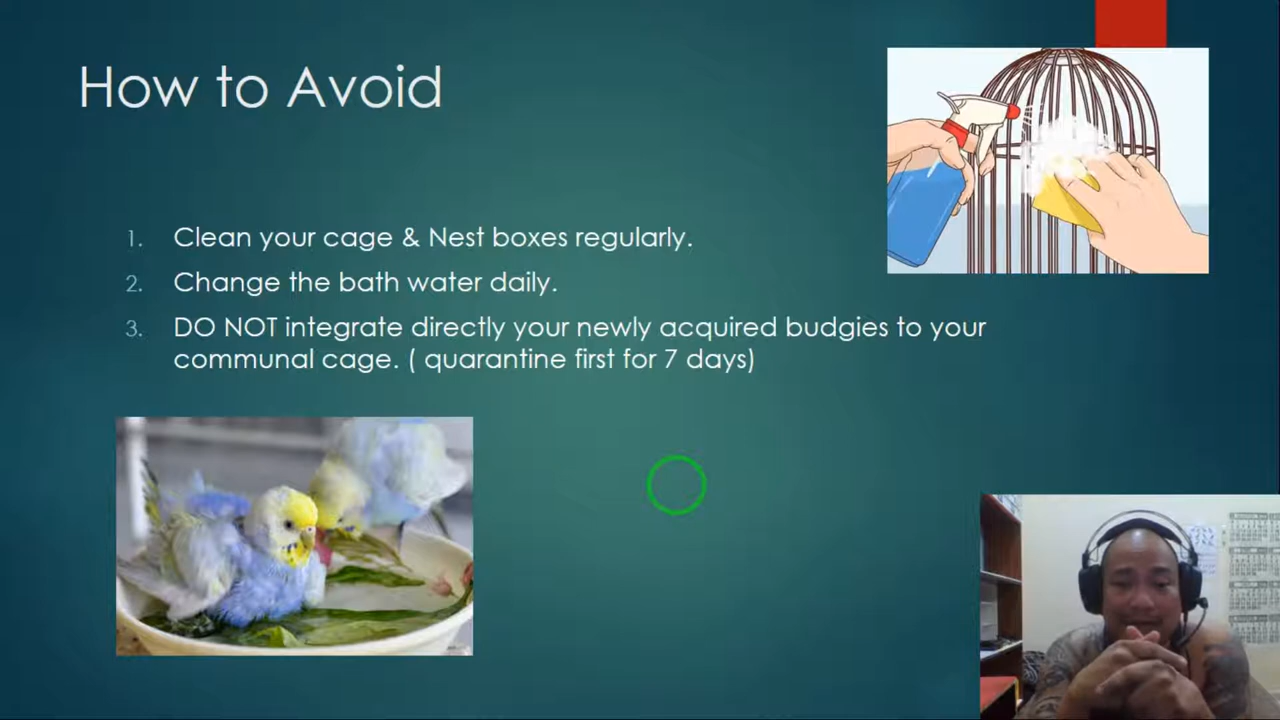 How to Avoid
1. Clean your cage & Nest boxes regularly.
2. Change the bath water daily.
3. DO NOT integrate directly your newly acquired budgies to your
communal cage. ( quarantine first for 7 days)